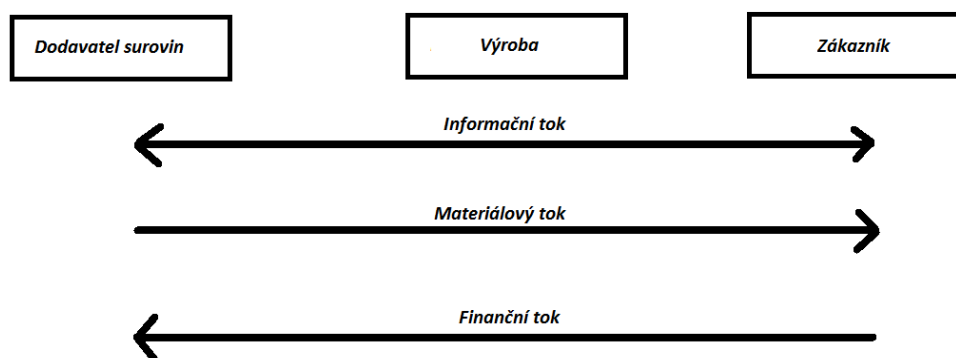 Dodavatel surovin
Výroba
Zákazník
Informační tok
Materiálový tok
Finanční tok